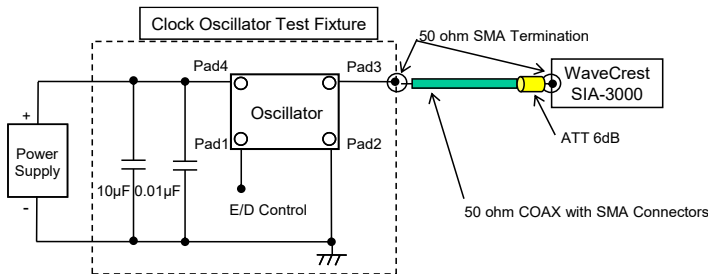 Clock Oscillator Test Fixture
50 ohm SMA Termination
Pad4
Pad3
WaveCrest
SIA-3000
Oscillator
+
Power
Supply
-
Pad1
Pad2
ATT 6dB
10µF
0.01µF
E/D Control
50 ohm COAX with SMA Connectors